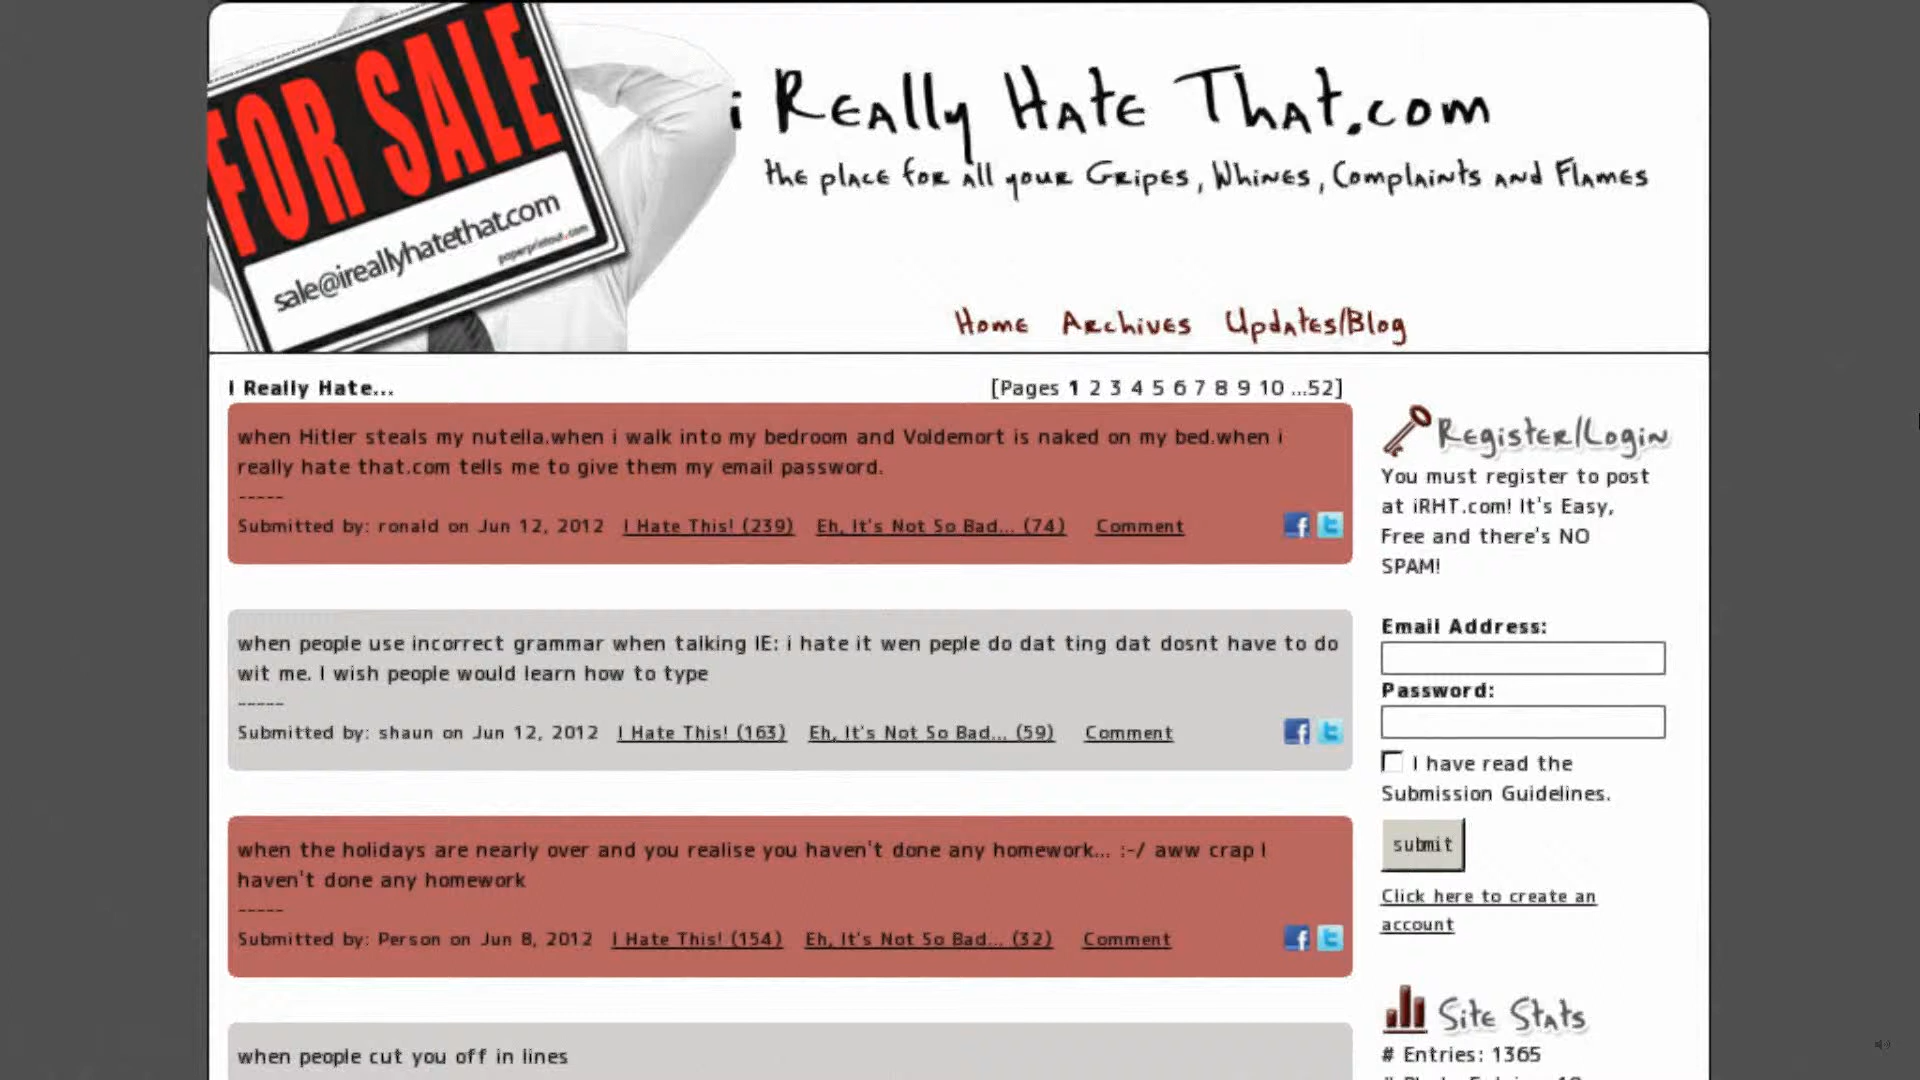 FOR SALE
sale@ireallyhatethat.com
paperprintout.com
i Really Hate That.com
the place for all your Gripes, Whines, Complaints and Flames
Home Archives Updates/Blog
I Really Hate...
[Pages 1 2 3 4 5 6 7 8 9 10 ...52]
when Hitler steals my nutella.when i walk into my bedroom and Voldemort is naked on my bed.when i
really hate that.com tells me to give them my email password.
-----
Submitted by: ronald on Jun 12, 2012 I Hate This! (239) Eh, It's Not So Bad... (74) Comment
when people use incorrect grammar when talking IE: i hate it wen peple do dat ting dat dosnt have to do
wit me. I wish people would learn how to type
-----
Submitted by: shaun on Jun 12, 2012 I Hate This! (163) Eh, It's Not So Bad... (59) Comment
when the holidays are nearly over and you realise you haven't done any homework... :-/ aww crap I
haven't done any homework
-----
Submitted by: Person on Jun 8, 2012 I Hate This! (154) Eh, It's Not So Bad... (32) Comment
when people cut you off in lines
Register/Login
You must register to post
at iRHT.com! It's Easy,
Free and there's NO
SPAM!
Email Address:
Password:
I have read the
Submission Guidelines.
submit
Click here to create an
account
Site Stats
# Entries: 1365